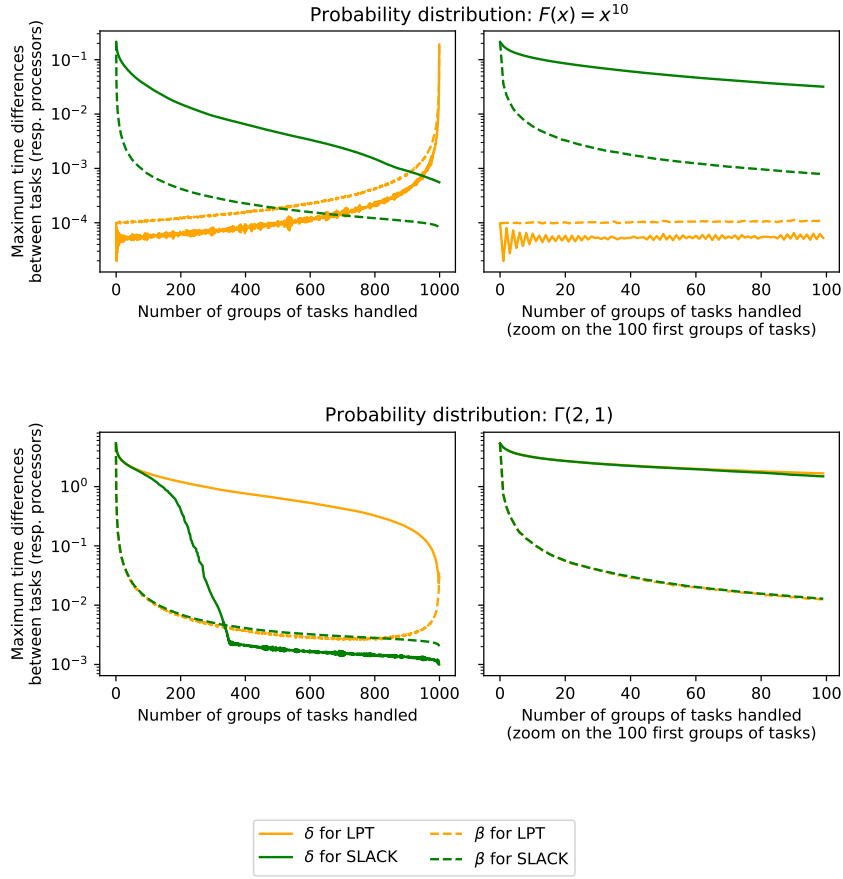 Probability distribution: F(x) = x^10
Maximum time differences
between tasks (resp. processors)
10^−1
10^−2
10^−3
10^−4
0 200 400 600 800 1000
Number of groups of tasks handled
0 20 40 60 80 100
Number of groups of tasks handled
(zoom on the 100 first groups of tasks)
Probability distribution: Γ(2, 1)
Maximum time differences
between tasks (resp. processors)
10^0
10^−1
10^−2
10^−3
0 200 400 600 800 1000
Number of groups of tasks handled
0 20 40 60 80 100
Number of groups of tasks handled
(zoom on the 100 first groups of tasks)
δ for LPT
δ for SLACK
β for LPT
β for SLACK